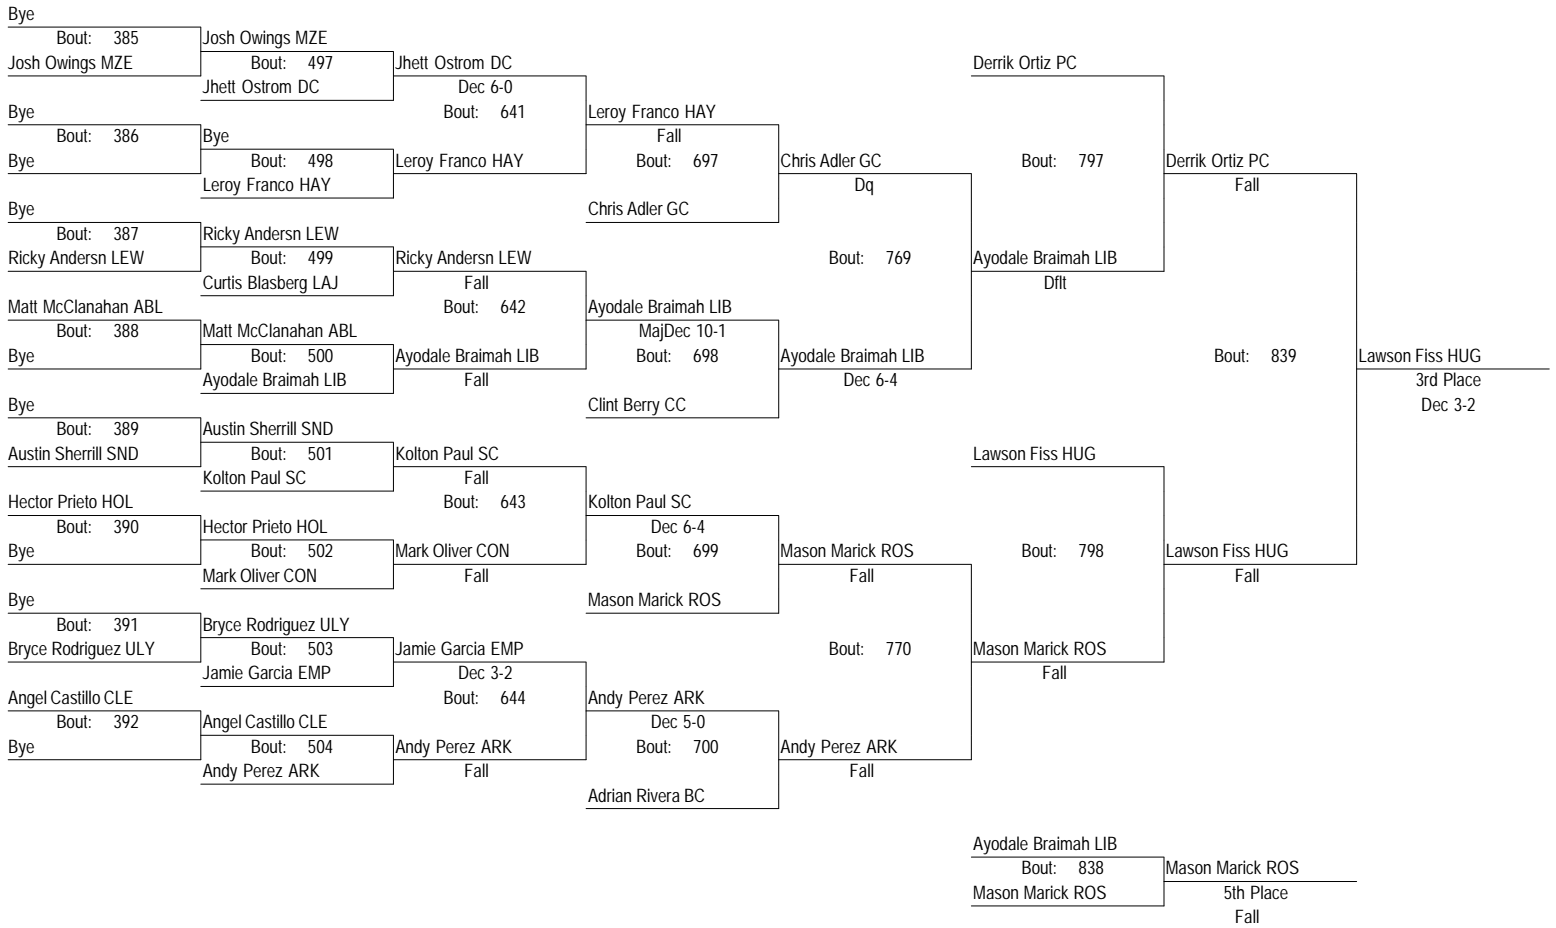 Bye
Bout: 385
Josh Owings MZE
Bye
Bout: 386
Bye
Bye
Bout: 387
Ricky Andersn LEW
Matt McClanahan ABL
Bout: 388
Bye
Bye
Bout: 389
Austin Sherrill SND
Hector Prieto HOL
Bout: 390
Bye
Bye
Bout: 391
Bryce Rodriguez ULY
Angel Castillo CLE
Bout: 392
Bye
Josh Owings MZE
Bout: 497
Jhett Ostrom DC
Bye
Bout: 498
Leroy Franco HAY
Ricky Andersn LEW
Bout: 499
Curtis Blasberg LAJ
Matt McClanahan ABL
Bout: 500
Ayodale Braimah LIB
Austin Sherrill SND
Bout: 501
Kolton Paul SC
Hector Prieto HOL
Bout: 502
Mark Oliver CON
Bryce Rodriguez ULY
Bout: 503
Jamie Garcia EMP
Angel Castillo CLE
Bout: 504
Andy Perez ARK
Jhett Ostrom DC
Dec 6-0
Bout: 641
Leroy Franco HAY
Ricky Andersn LEW
Fall
Bout: 642
Ayodale Braimah LIB
Fall
Kolton Paul SC
Fall
Bout: 643
Mark Oliver CON
Fall
Jamie Garcia EMP
Dec 3-2
Bout: 644
Andy Perez ARK
Fall
Leroy Franco HAY
Fall
Bout: 697
Chris Adler GC
Ayodale Braimah LIB
MajDec 10-1
Bout: 698
Clint Berry CC
Kolton Paul SC
Dec 6-4
Bout: 699
Mason Marick ROS
Andy Perez ARK
Dec 5-0
Bout: 700
Adrian Rivera BC
Chris Adler GC
Dq
Bout: 769
Ayodale Braimah LIB
Dec 6-4
Mason Marick ROS
Fall
Bout: 770
Andy Perez ARK
Fall
Derrik Ortiz PC
Bout: 797
Ayodale Braimah LIB
Dflt
Lawson Fiss HUG
Bout: 798
Mason Marick ROS
Fall
Derrik Ortiz PC
Fall
Bout: 839
Lawson Fiss HUG
Fall
Lawson Fiss HUG
3rd Place
Dec 3-2
Ayodale Braimah LIB
Bout: 838
Mason Marick ROS
Mason Marick ROS
5th Place
Fall